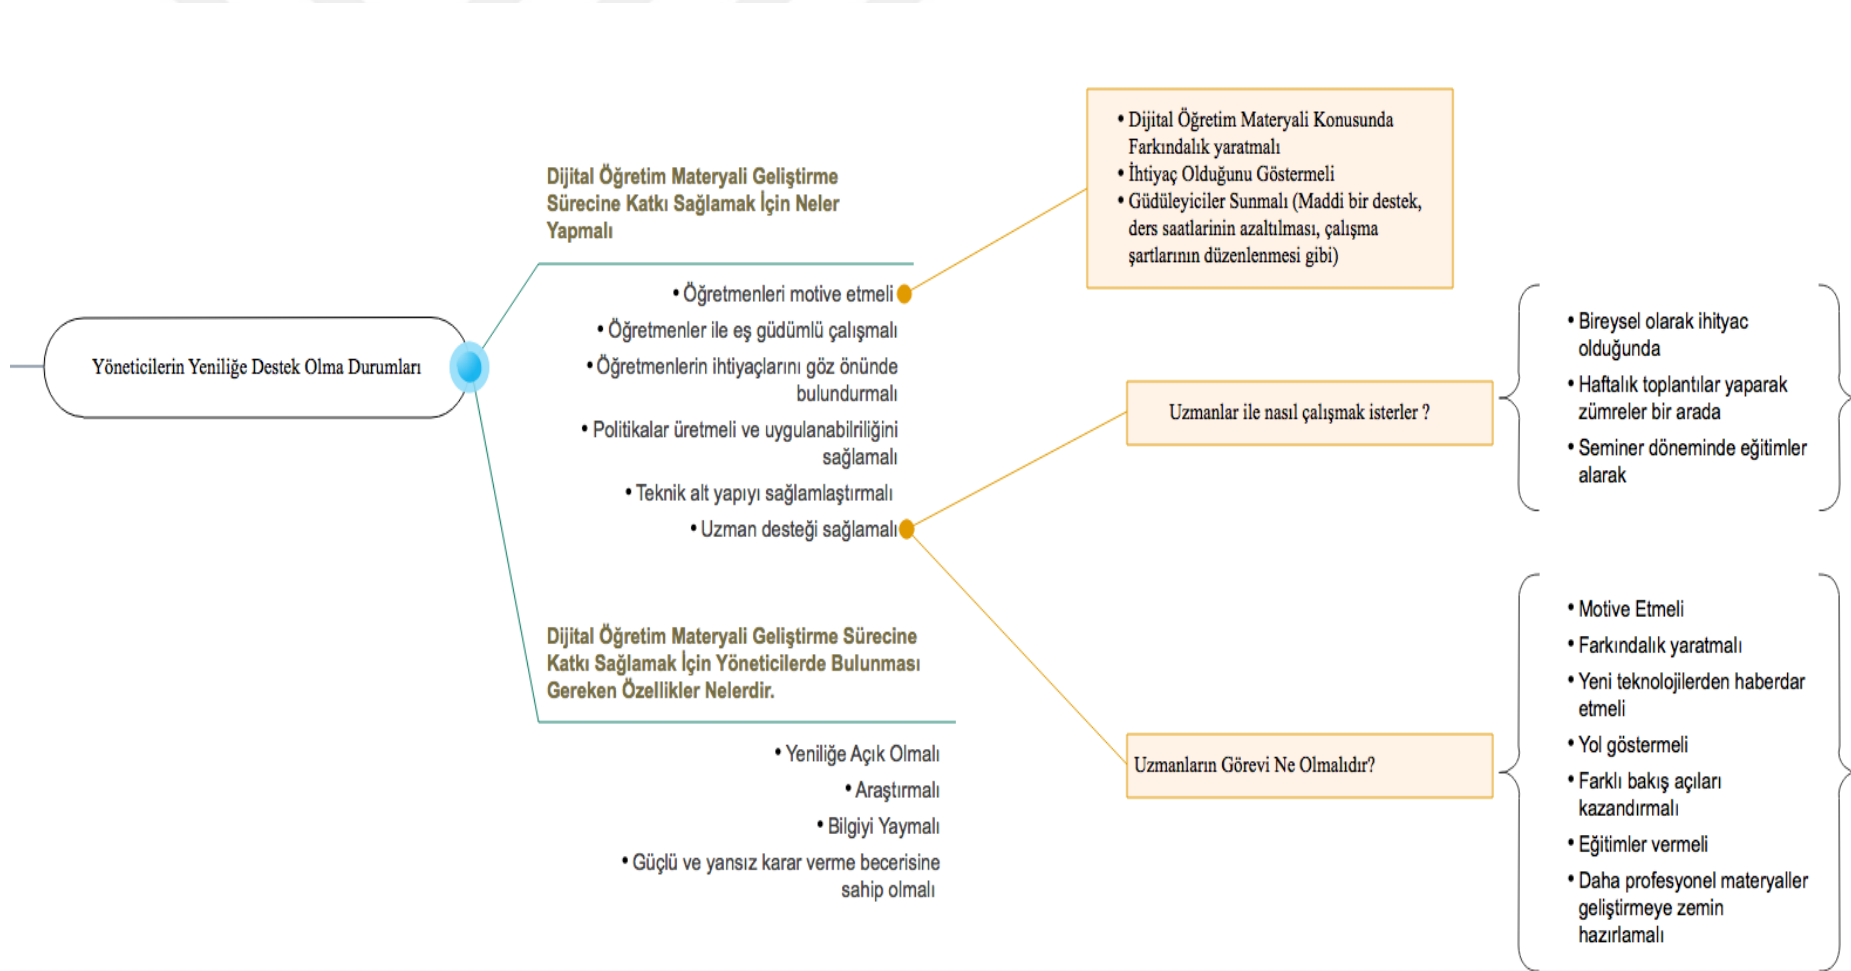 Yöneticilerin Yeniliğe Destek Olma Durumları
Dijital Öğretim Materyali Geliştirme
Sürecine Katkı Sağlamak İçin Neler
Yapmalı
• Öğretmenleri motive etmeli
• Öğretmenler ile eş güdümlü çalışmalı
• Öğretmenlerin ihtiyaçlarını göz önünde
bulundurmalı
• Politikalar üretmeli ve uygulanabilriliğini
sağlamalı
• Teknik alt yapıyı sağlamlaştırmalı
• Uzman desteği sağlamalı
• Dijital Öğretim Materyali Konusunda
Farkındalık yaratmalı
• İhtiyaç Olduğunu Göstermeli
• Güdüleyiciler Sunmalı (Maddi bir destek,
ders saatlarinin azaltılması, çalışma
şartlarının düzenlenmesi gibi)
Uzmanlar ile nasıl çalışmak isterler ?
• Bireysel olarak ihityac
olduğunda
• Haftalık toplantılar yaparak
zümreler bir arada
• Seminer döneminde eğitimler
alarak
Uzmanların Görevi Ne Olmalıdır?
• Motive Etmeli
• Farkındalık yaratmalı
• Yeni teknolojilerden haberdar
etmeli
• Yol göstermeli
• Farklı bakış açıları
kazandırmalı
• Eğitimler vermeli
• Daha profesyonel materyaller
geliştirmeye zemin
hazırlamalı
Dijital Öğretim Materyali Geliştirme Sürecine
Katkı Sağlamak İçin Yöneticilerde Bulunması
Gereken Özellikler Nelerdir.
• Yeniliğe Açık Olmalı
• Araştırmalı
• Bilgiyi Yaymalı
• Güçlü ve yansız karar verme becerisine
sahip olmalı